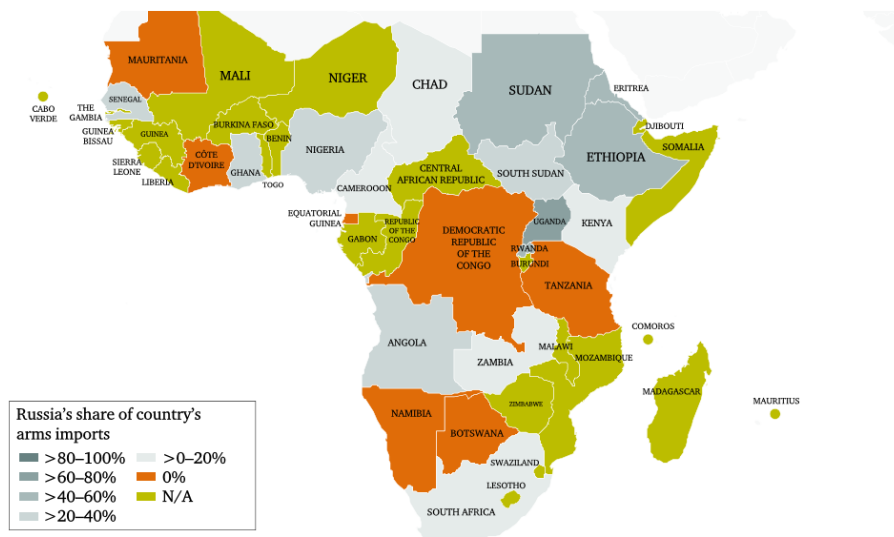 MAURITANIA
MALI
NIGER
CHAD
SUDAN
ERITREA
CABO
VERDE
SENEGAL
THE
GAMBIA
GUINEA
BISSAU
GUINEA
BURKINA FASO
BENIN
NIGERIA
DJIBOUTI
SOMALIA
ETHIOPIA
SIERRA
LEONE
LIBERIA
CÔTE
D'IVOIRE
GHANA
TOGO
CAMEROOON
CENTRAL
AFRICAN REPUBLIC
SOUTH SUDAN
EQUATORIAL
GUINEA
GABON
REPUBLIC
OF THE
CONGO
DEMOCRATIC
REPUBLIC
OF THE
CONGO
UGANDA
KENYA
RWANDA
BURUNDI
TANZANIA
ANGOLA
ZAMBIA
MALAWI
MOZAMBIQUE
COMOROS
MADAGASCAR
MAURITIUS
NAMIBIA
BOTSWANA
ZIMBABWE
SWAZILAND
LESOTHO
SOUTH AFRICA
Russia's share of country's
arms imports
>80–100%
>60–80%
>40–60%
>20–40%
>0–20%
0%
N/A